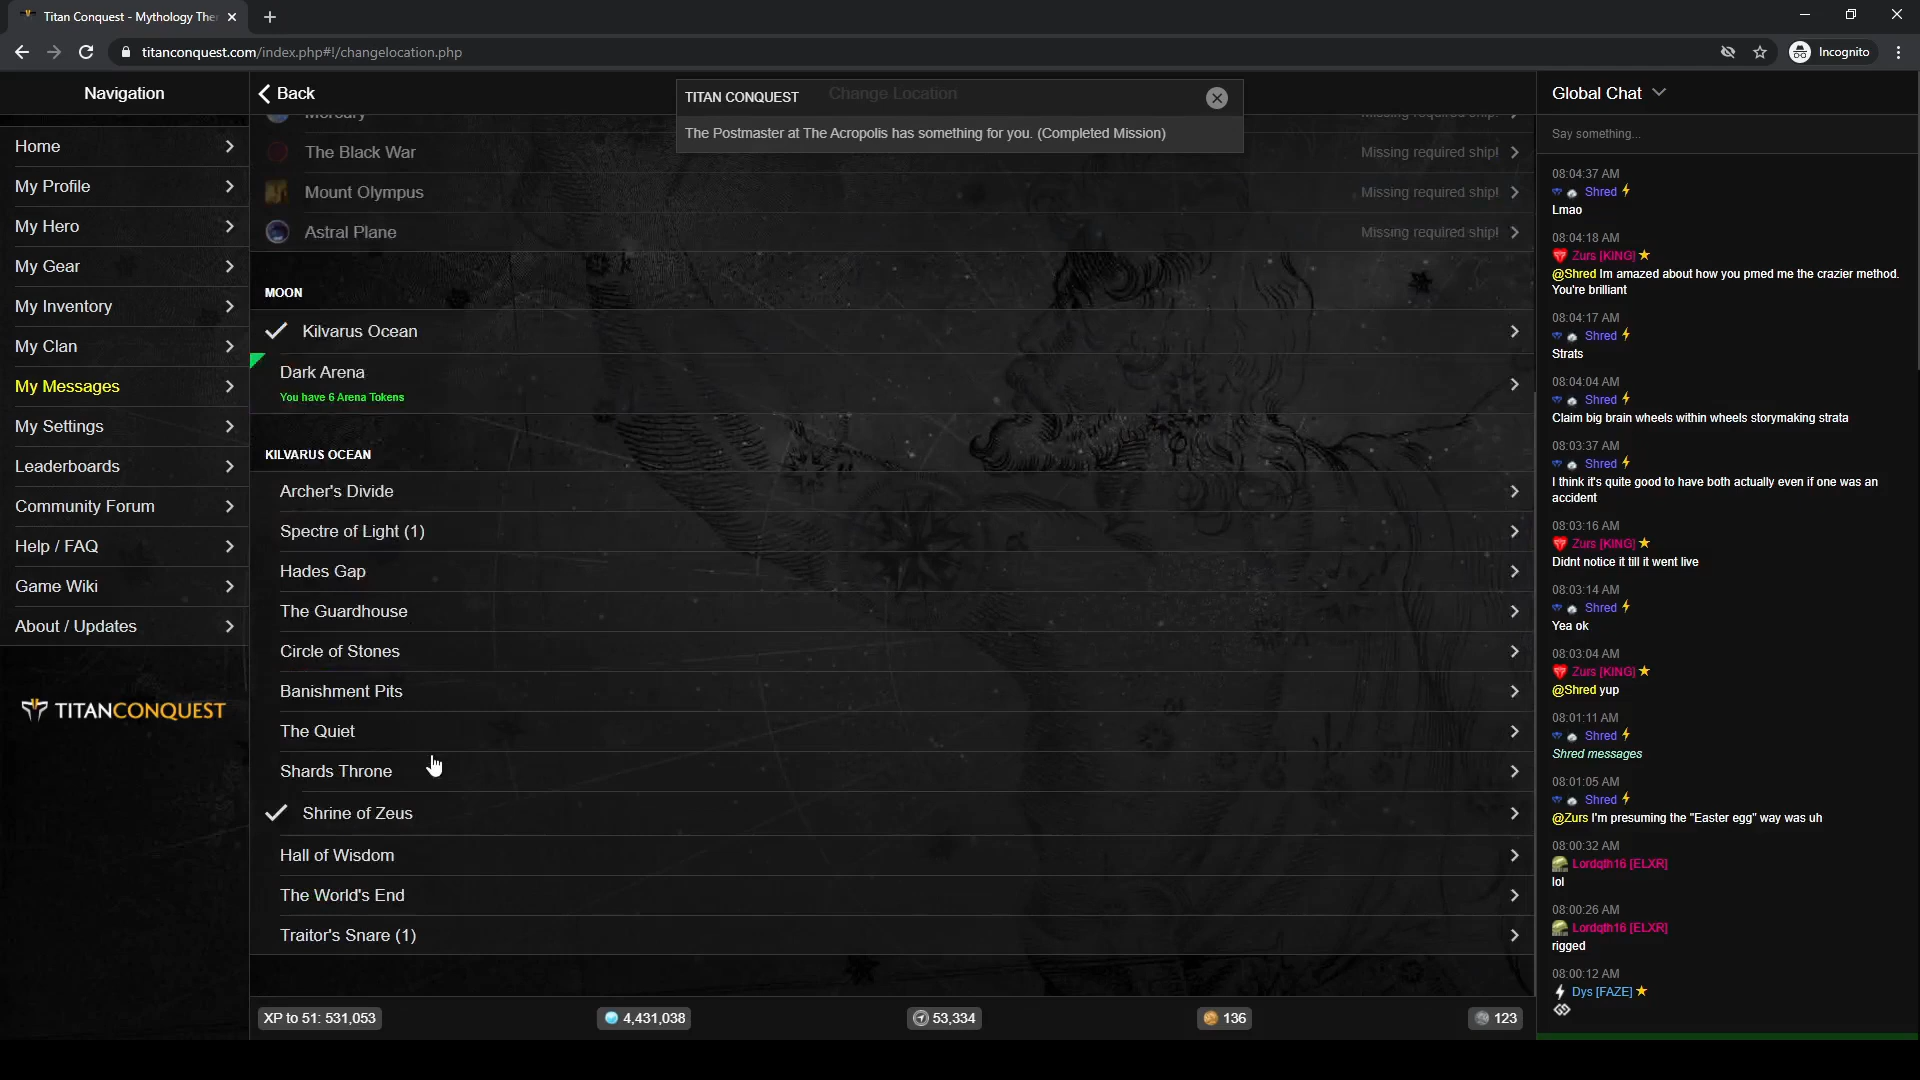 Titan Conquest - Mythology The
titanconquest.com/index.php#!/changelocation.php
Incognito
Navigation
Home
My Profile
My Hero
My Gear
My Inventory
My Clan
My Messages
My Settings
Leaderboards
Community Forum
Help / FAQ
Game Wiki
About / Updates
TITANCONQUEST
Back
Change Location
TITAN CONQUEST
The Postmaster at The Acropolis has something for you. (Completed Mission)
Mercury
Missing required ship!
The Black War
Missing required ship!
Mount Olympus
Missing required ship!
Astral Plane
Missing required ship!
MOON
Kilvarus Ocean
Dark Arena
You have 6 Arena Tokens
KILVARUS OCEAN
Archer's Divide
Spectre of Light (1)
Hades Gap
The Guardhouse
Circle of Stones
Banishment Pits
The Quiet
Shards Throne
Shrine of Zeus
Hall of Wisdom
The World's End
Traitor's Snare (1)
XP to 51: 531,053
4,431,038
53,334
136
123
Global Chat
Say something...
08:04:37 AM
Shred
Lmao
08:04:18 AM
Zurs [KING]
@Shred Im amazed about how you pmed me the crazier method.
You're brilliant
08:04:17 AM
Shred
Strats
08:04:04 AM
Shred
Claim big brain wheels within wheels storymaking strata
08:03:37 AM
Shred
I think it's quite good to have both actually even if one was an
accident
08:03:16 AM
Zurs [KING]
Didnt notice it till it went live
08:03:14 AM
Shred
Yea ok
08:03:04 AM
Zurs [KING]
@Shred yup
08:01:11 AM
Shred
Shred messages
08:01:05 AM
Shred
@Zurs I'm presuming the "Easter egg" way was uh
08:00:32 AM
Lordqth16 [ELXR]
lol
08:00:26 AM
Lordqth16 [ELXR]
rigged
08:00:12 AM
Dys [FAZE]